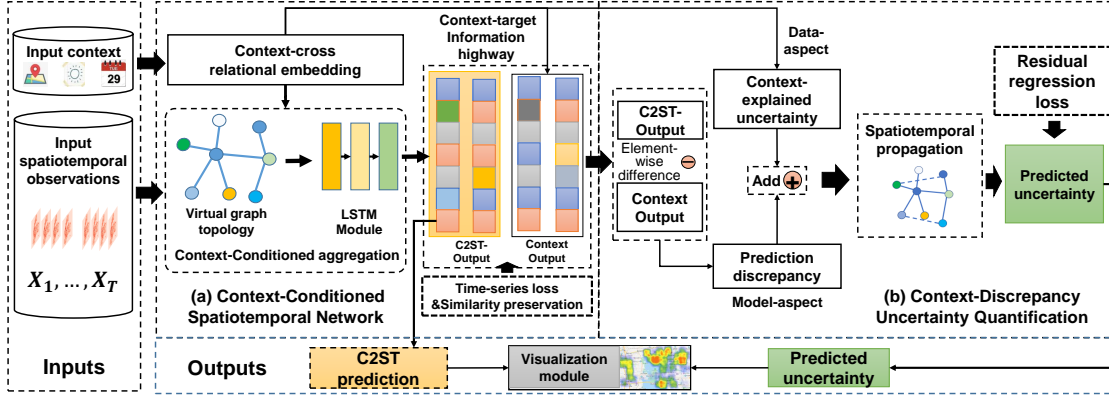 Input context
29
Input
spatiotemporal
observations
X₁, ..., X_T
Inputs
Context-cross
relational embedding
Virtual graph
topology
LSTM
Module
Context-Conditioned aggregation
(a) Context-Conditioned
Spatiotemporal Network
Context-target
Information
highway
C2ST-
Output
Context
Output
Time-series loss
&Similarity preservation
C2ST-
Output
Element-
wise
difference
Context
Output
Data-
aspect
Context-
explained
uncertainty
Add
Prediction
discrepancy
Model-aspect
Spatiotemporal
propagation
Residual
regression
loss
Predicted
uncertainty
(b) Context-Discrepancy
Uncertainty Quantification
Outputs
C2ST
prediction
Visualization
module
Predicted
uncertainty